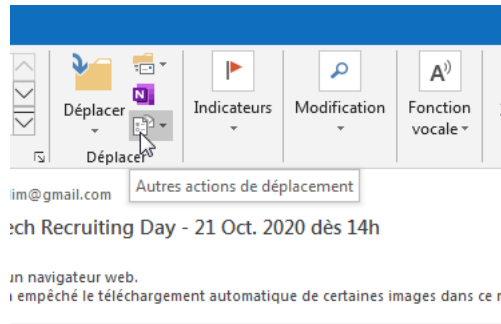 Déplacer
Indicateurs
Modification
Fonction
vocale
A
N
Déplacer
Autres actions de déplacement
im@gmail.com
ech Recruiting Day - 21 Oct. 2020 dès 14h
un navigateur web.
empêché le téléchargement automatique de certaines images dans ce